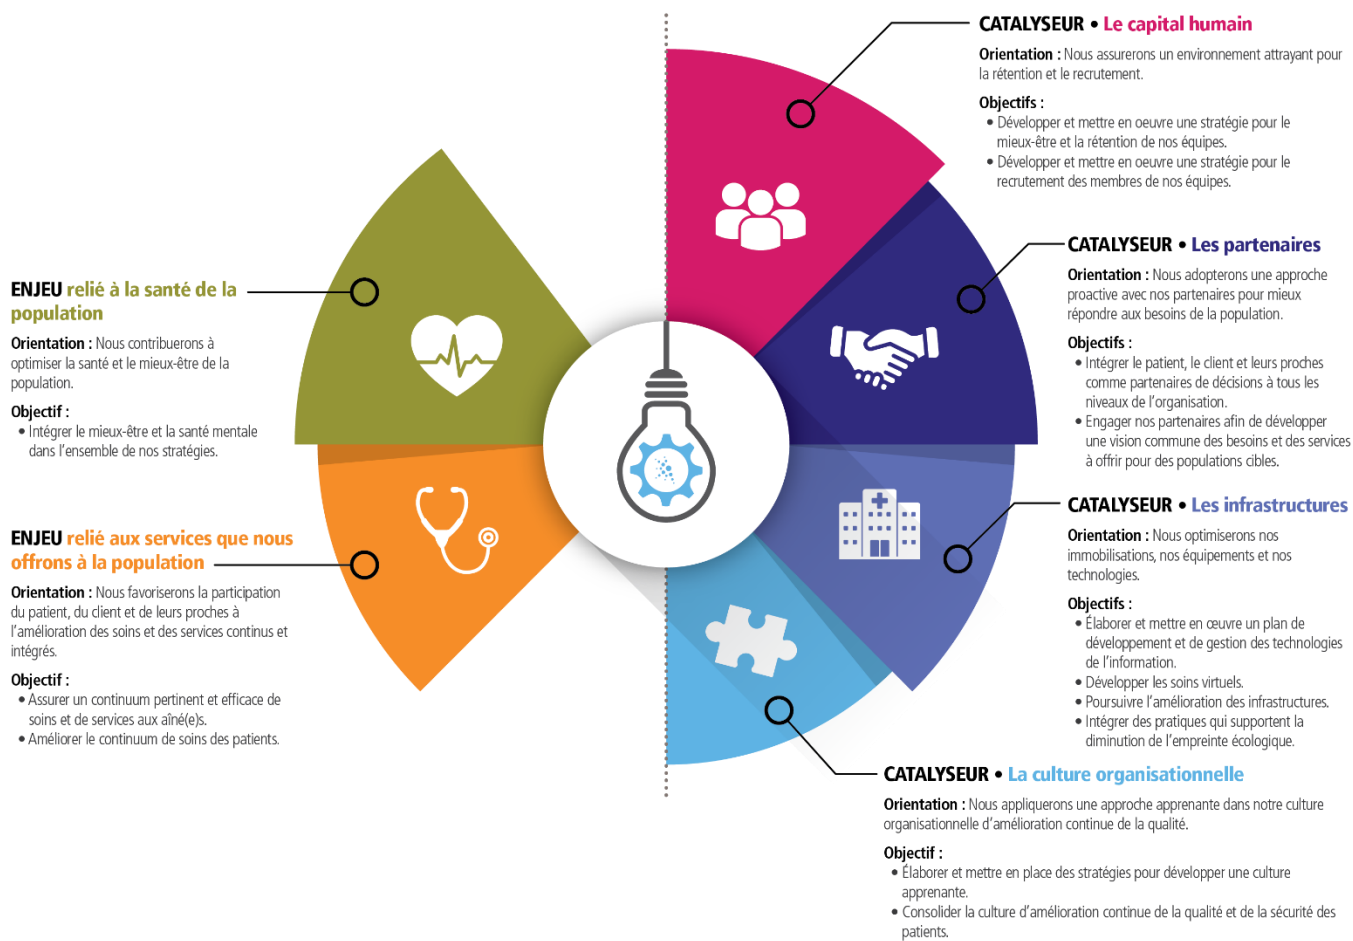 ENJEU relié à la santé de la
population
Orientation : Nous contribuerons à
optimiser la santé et le mieux-être de la
population.
Objectif :
• Intégrer le mieux-être et la santé mentale
dans l'ensemble de nos stratégies.
ENJEU relié aux services que nous
offrons à la population
Orientation : Nous favoriserons la participation
du patient, du client et de leurs proches à
l'amélioration des soins et des services continus et
intégrés.
Objectif :
• Assurer un continuum pertinent et efficace de
soins et de services aux aîné(e)s.
• Améliorer le continuum de soins des patients.
CATALYSEUR • Le capital humain
Orientation : Nous assurerons un environnement attrayant pour
la rétention et le recrutement.
Objectifs :
• Développer et mettre en oeuvre une stratégie pour le
mieux-être et la rétention de nos équipes.
• Développer et mettre en oeuvre une stratégie pour le
recrutement des membres de nos équipes.
CATALYSEUR • Les partenaires
Orientation : Nous adopterons une approche
proactive avec nos partenaires pour mieux
répondre aux besoins de la population.
Objectifs :
• Intégrer le patient, le client et leurs proches
comme partenaires de décisions à tous les
niveaux de l'organisation.
• Engager nos partenaires afin de développer
une vision commune des besoins et des services
à offrir pour des populations cibles.
CATALYSEUR • Les infrastructures
Orientation : Nous optimiserons nos
immobilisations, nos équipements et nos
technologies.
Objectifs :
• Élaborer et mettre en œuvre un plan de
développement et de gestion des technologies
de l'information.
• Développer les soins virtuels.
• Poursuivre l'amélioration des infrastructures.
• Intégrer des pratiques qui supportent la
diminution de l'empreinte écologique.
CATALYSEUR • La culture organisationnelle
Orientation : Nous appliquerons une approche apprenante dans notre culture
organisationnelle d'amélioration continue de la qualité.
Objectif :
• Élaborer et mettre en place des stratégies pour développer une culture
apprenante.
• Consolider la culture d'amélioration continue de la qualité et de la sécurité des
patients.